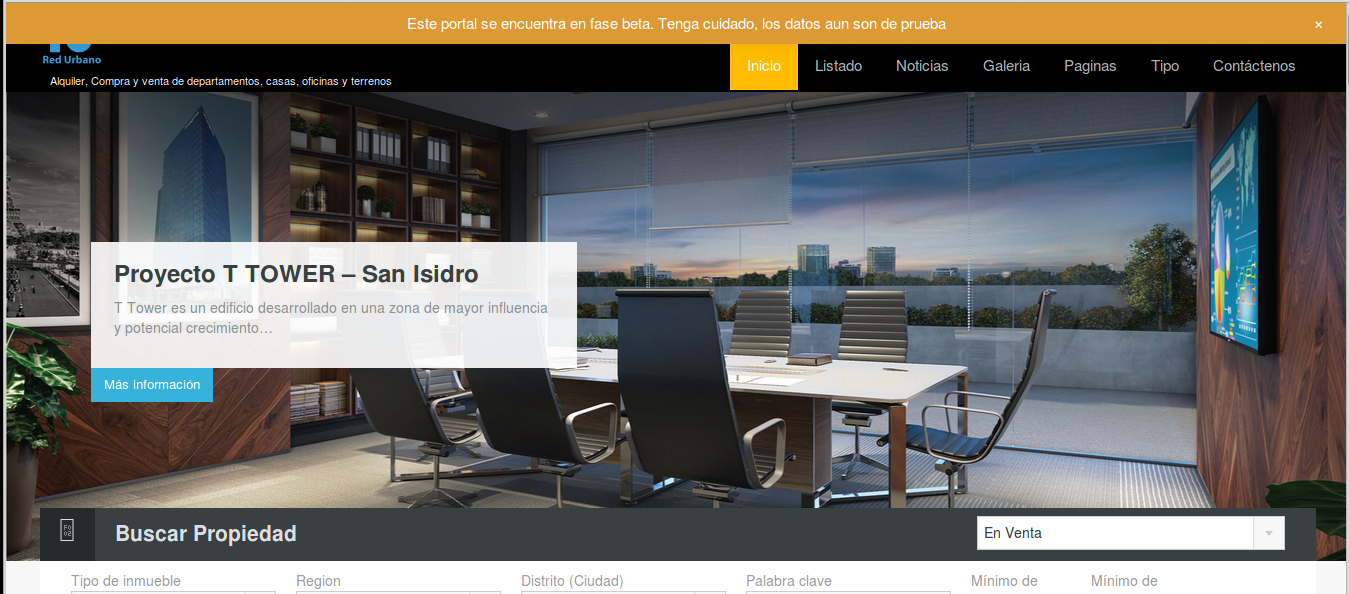 Este portal se encuentra en fase beta. Tenga cuidado, los datos aun son de prueba ×
Red Urbano
Alquiler, Compra y venta de departamentos, casas, oficinas y terrenos
Inicio Listado Noticias Galeria Paginas Tipo Contáctenos
Proyecto T TOWER – San Isidro
T Tower es un edificio desarrollado en una zona de mayor influencia
y potencial crecimiento…
Más Información
Buscar Propiedad
En Venta
Tipo de inmueble Region Distrito (Ciudad) Palabra clave Mínimo de Mínimo de